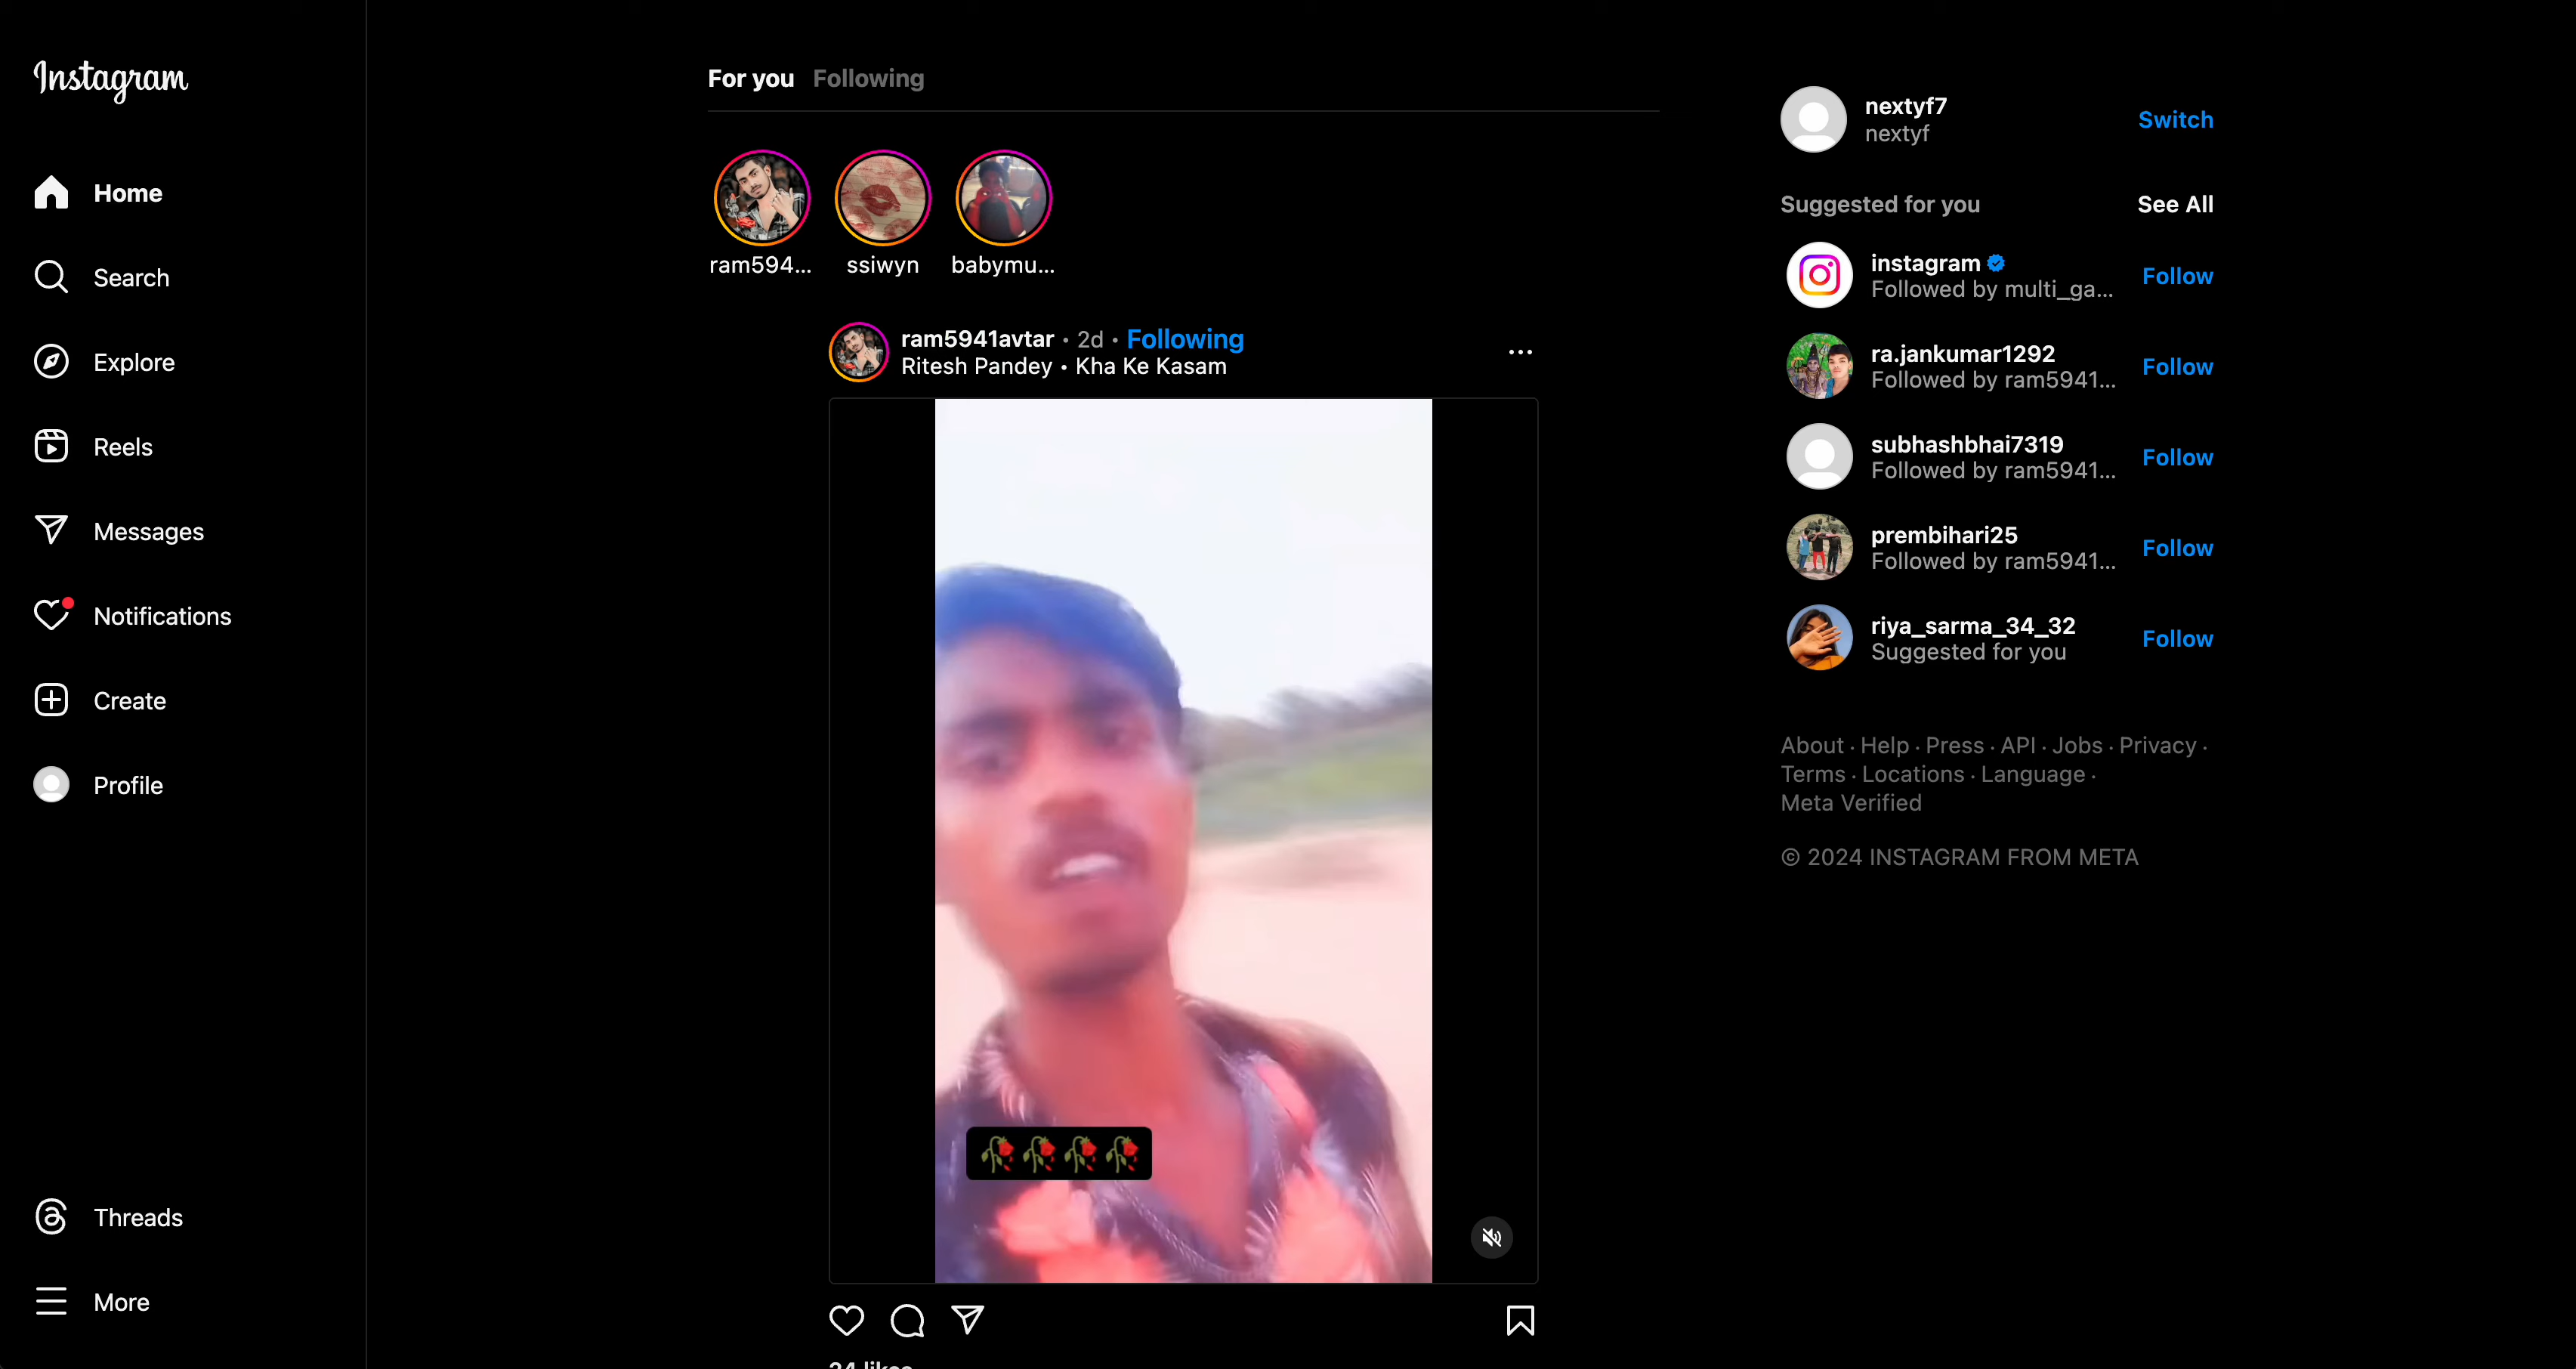 Instagram
Home
Search
Explore
Reels
Messages
Notifications
Create
Profile
Threads
More
For you Following
ram594... ssiwyn babymu...
ram5941avtar • 2d • Following
Ritesh Pandey • Kha Ke Kasam
24 likes
nextyf7
nextyf
Switch
Suggested for you See All
instagram
Followed by multi_ga...
Follow
ra.jankumar1292
Followed by ram5941...
Follow
subhashbhai7319
Followed by ram5941...
Follow
prembihari25
Followed by ram5941...
Follow
riya_sarma_34_32
Suggested for you
Follow
About · Help · Press · API · Jobs · Privacy ·
Terms · Locations · Language ·
Meta Verified
© 2024 INSTAGRAM FROM META